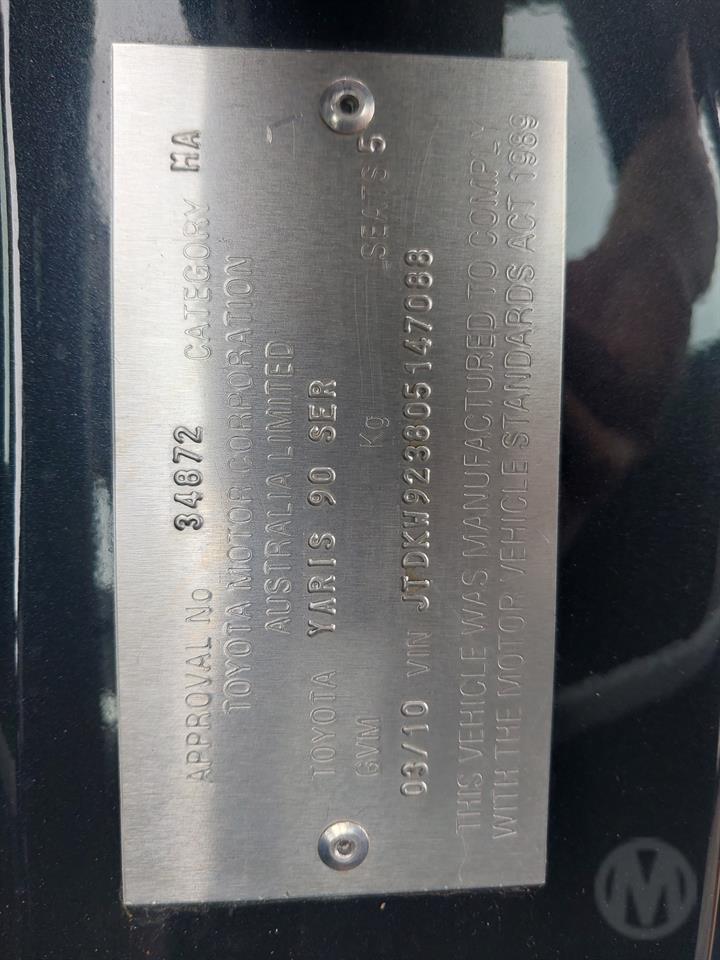 APPROVAL No 34872 CATEGORY MA
TOYOTA MOTOR CORPORATION
AUSTRALIA LIMITED
TOYOTA YARIS 90 SER
GVM Kg SEATS 5
03/10 VIN JTDKW923805147088
THIS VEHICLE WAS MANUFACTURED TO COMPLY
WITH THE MOTOR VEHICLE STANDARDS ACT 1989
M